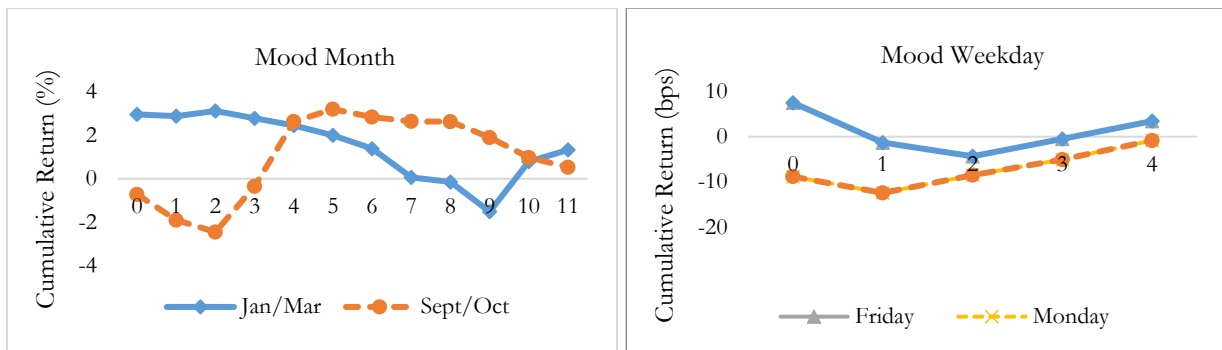 Mood Month
Cumulative Return (%)
4
2
0
-2
-4
0 1 2 3 4 5 6 7 8 9 10 11
Jan/Mar Sept/Oct
Mood Weekday
Cumulative Return (bps)
10
0
-10
-20
0 1 2 3 4
Friday Monday